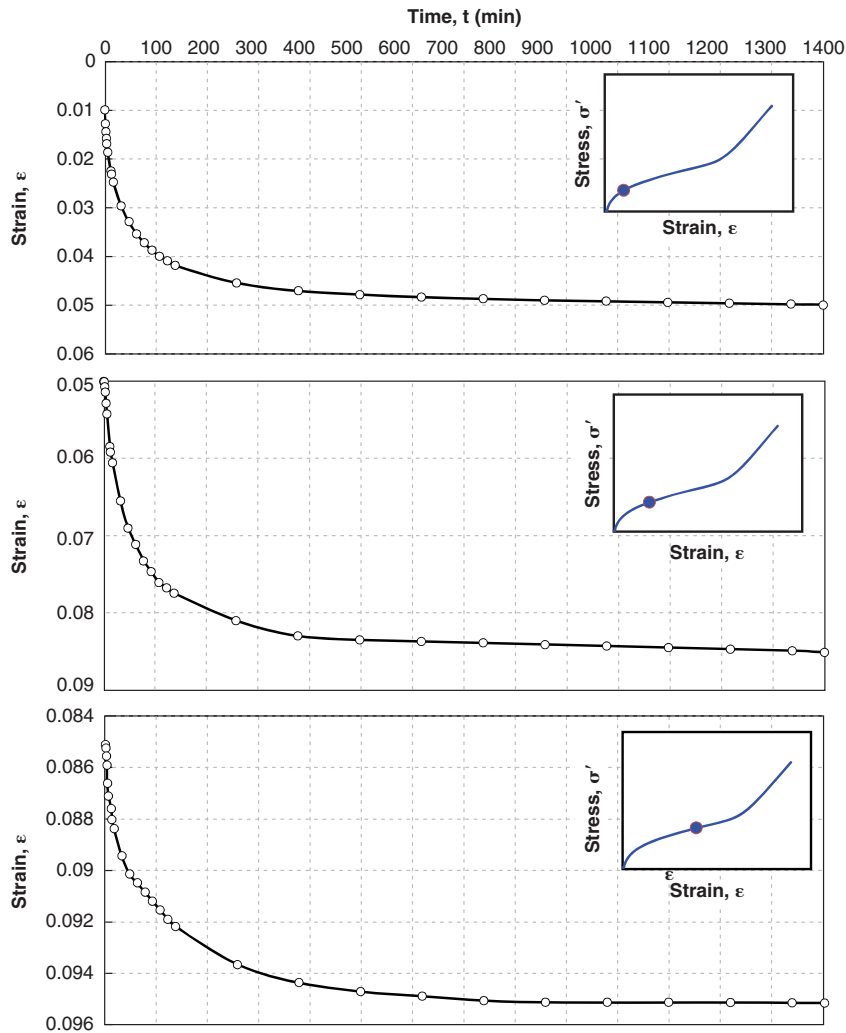 Time, t (min)
0 100 200 300 400 500 600 700 800 900 1000 1100 1200 1300 1400
0
0.01
0.02
0.03
0.04
0.05
0.06
Strain, ε
Stress, σ′
Strain, ε
0.05
0.06
0.07
0.08
0.09
Strain, ε
Stress, σ′
Strain, ε
0.084
0.086
0.088
0.09
0.092
0.094
0.096
Strain, ε
Stress, σ′
ε
Strain, ε